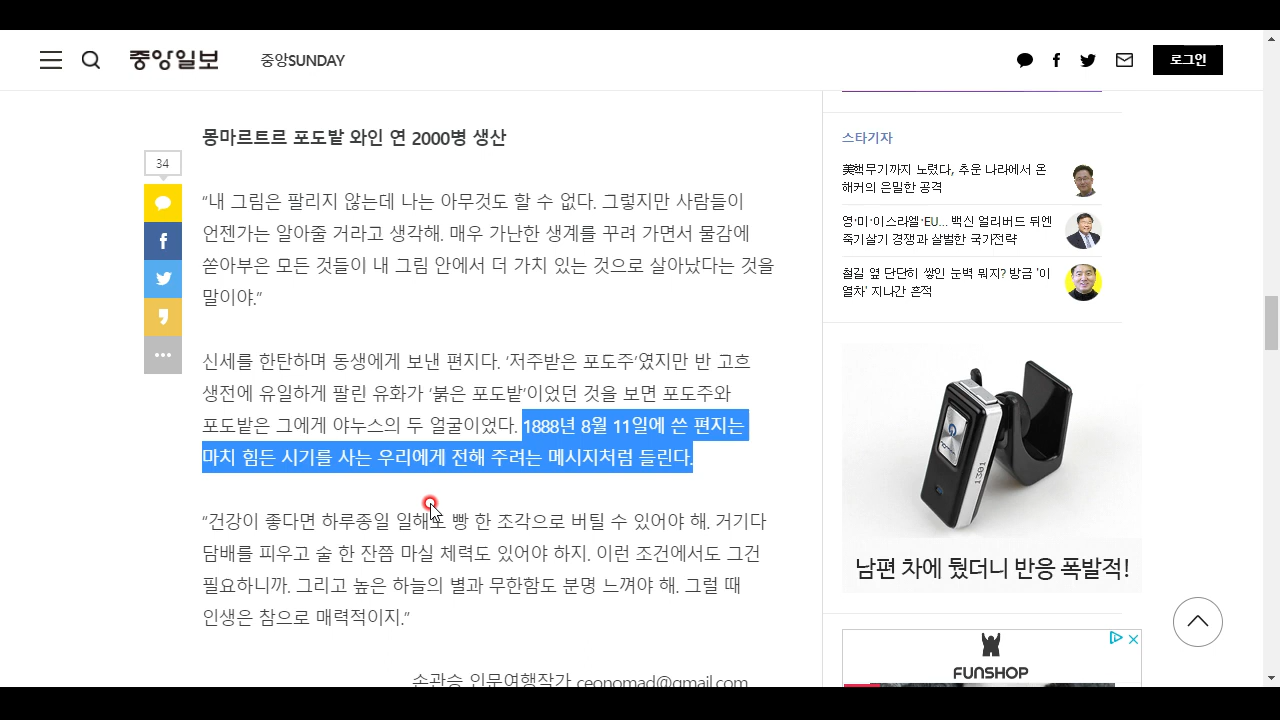 중앙일보
중앙SUNDAY
로그인
몽마르트르 포도밭 와인 연 2000병 생산
34
“내 그림은 팔리지 않는데 나는 아무것도 할 수 없다. 그렇지만 사람들이
언젠가는 알아줄 거라고 생각해. 매우 가난한 생계를 꾸려 가면서 물감에
쏟아부은 모든 것들이 내 그림 안에서 더 가치 있는 것으로 살아났다는 것을
말이야.”
신세를 한탄하며 동생에게 보낸 편지다. ‘저주받은 포도주’였지만 반 고흐
생전에 유일하게 팔린 유화가 ‘붉은 포도밭’이었던 것을 보면 포도주와
포도밭은 그에게 야누스의 두 얼굴이었다. 1888년 8월 11일에 쓴 편지는
마치 힘든 시기를 사는 우리에게 전해 주려는 메시지처럼 들린다.
“건강이 좋다면 하루종일 일해도 빵 한 조각으로 버틸 수 있어야 해. 거기다
담배를 피우고 술 한 잔쯤 마실 체력도 있어야 하지. 이런 조건에서도 그건
필요하니까. 그리고 높은 하늘의 별과 무한함도 분명 느껴야 해. 그럴 때
인생은 참으로 매력적이지.”
손관승 인문여행작가 ceonomad@gmail.com
스타기자
美핵무기까지 노렸다, 추운 나라에서 온
해커의 은밀한 공격
영·미·이스라엘·EU... 백신 얼리버드 뒤엔
죽기살기 경쟁과 살벌한 국가전략
철길 옆 단단히 쌓인 눈벽 뭐지? 방금 '이
열차' 지나간 흔적
1301
남편 차에 뒀더니 반응 폭발적!
FUNSHOP